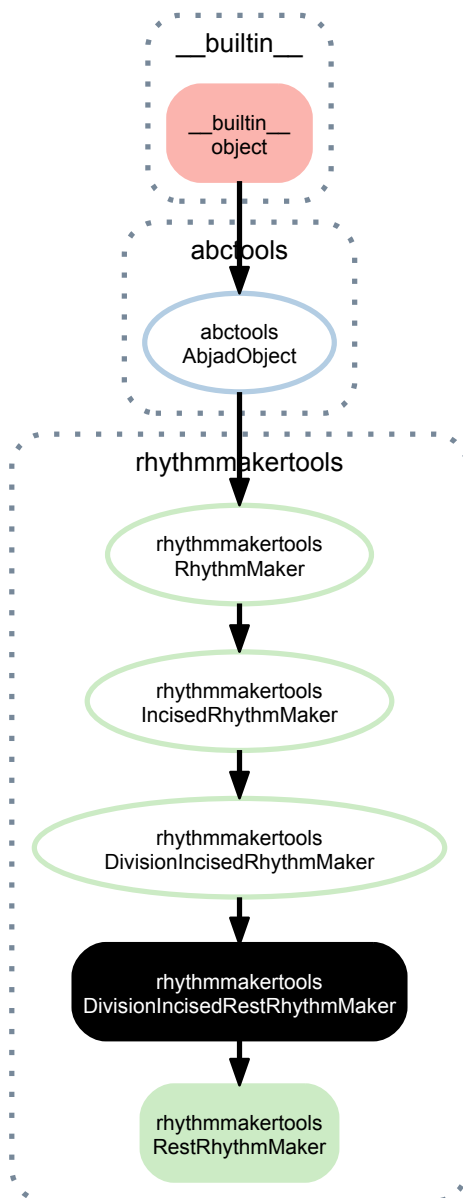 __builtin__
__builtin__
object
abctools
abctools
AbjadObject
rhythmmakertools
rhythmmakertools
RhythmMaker
rhythmmakertools
IncisedRhythmMaker
rhythmmakertools
DivisionIncisedRhythmMaker
rhythmmakertools
DivisionIncisedRestRhythmMaker
rhythmmakertools
RestRhythmMaker